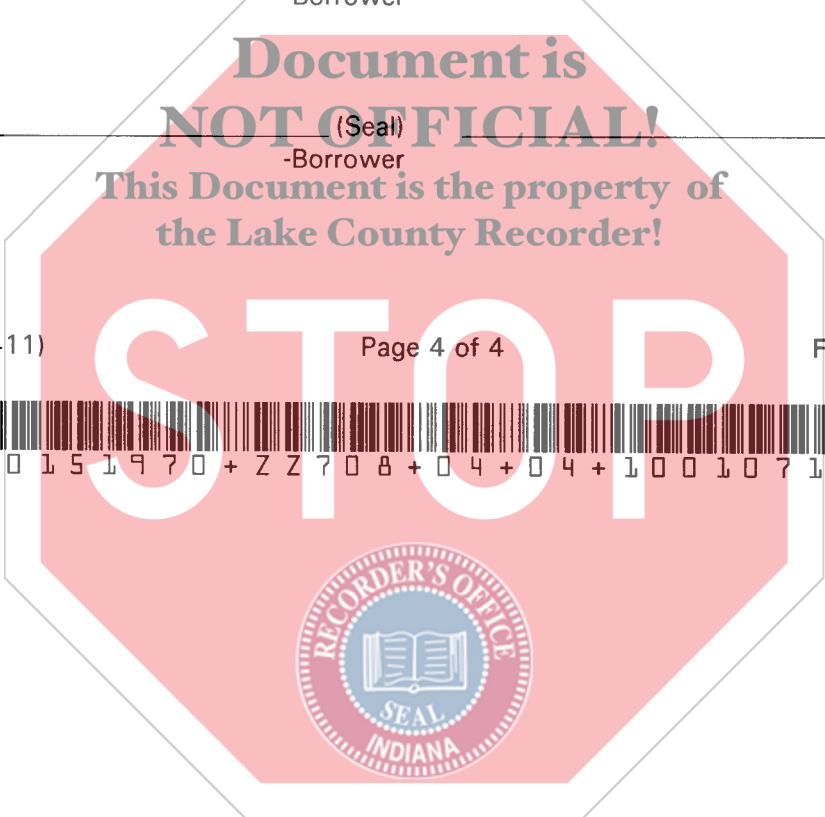 -Borrower
Document is
NOT OFFICIAL!
(Seal)
-Borrower
This Document is the property of
the Lake County Recorder!
-11)
Page 4 of 4
F
STOP
0151970+ZZ708+04+04+1001071
RECORDER'S OFFICE
SEAL
INDIANA